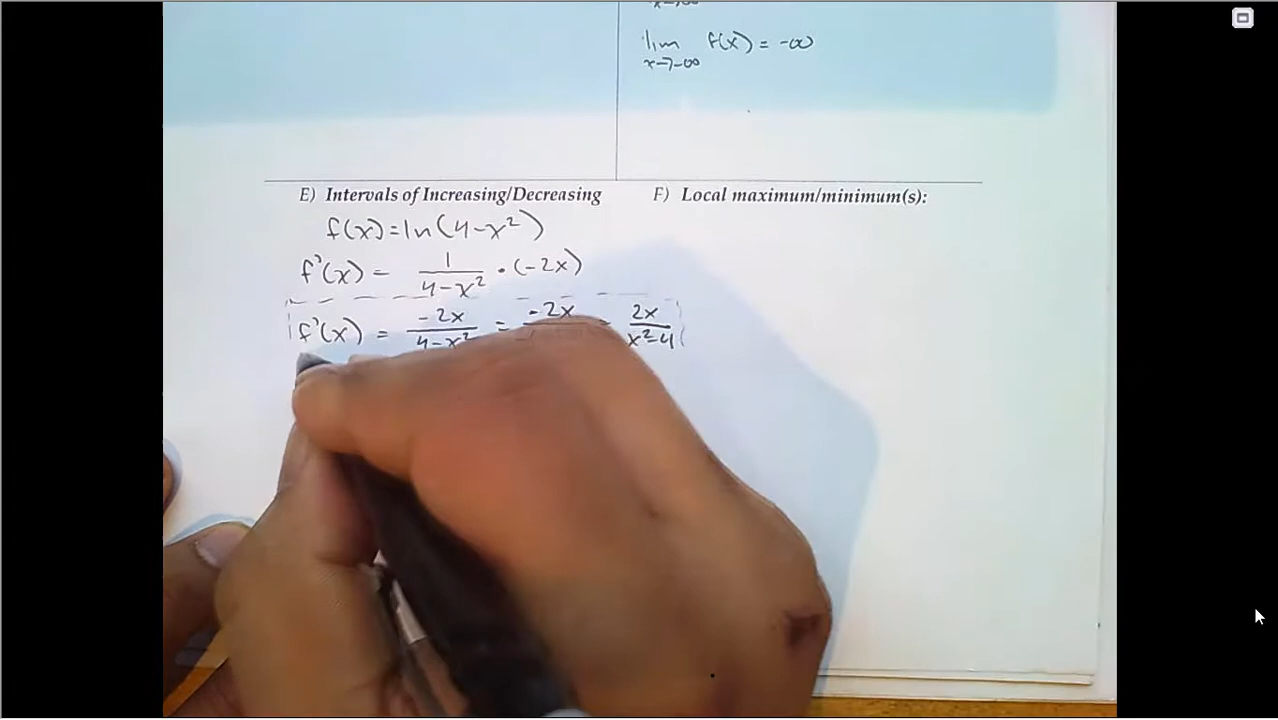 lim f(x) = -∞
x→-∞
E) Intervals of Increasing/Decreasing
F) Local maximum/minimum(s):
f(x)=ln(4-x²)
f'(x) = 1/(4-x²) • (-2x)
f'(x) = -2x/(4-x²) = -2x = 2x/(x²-4)